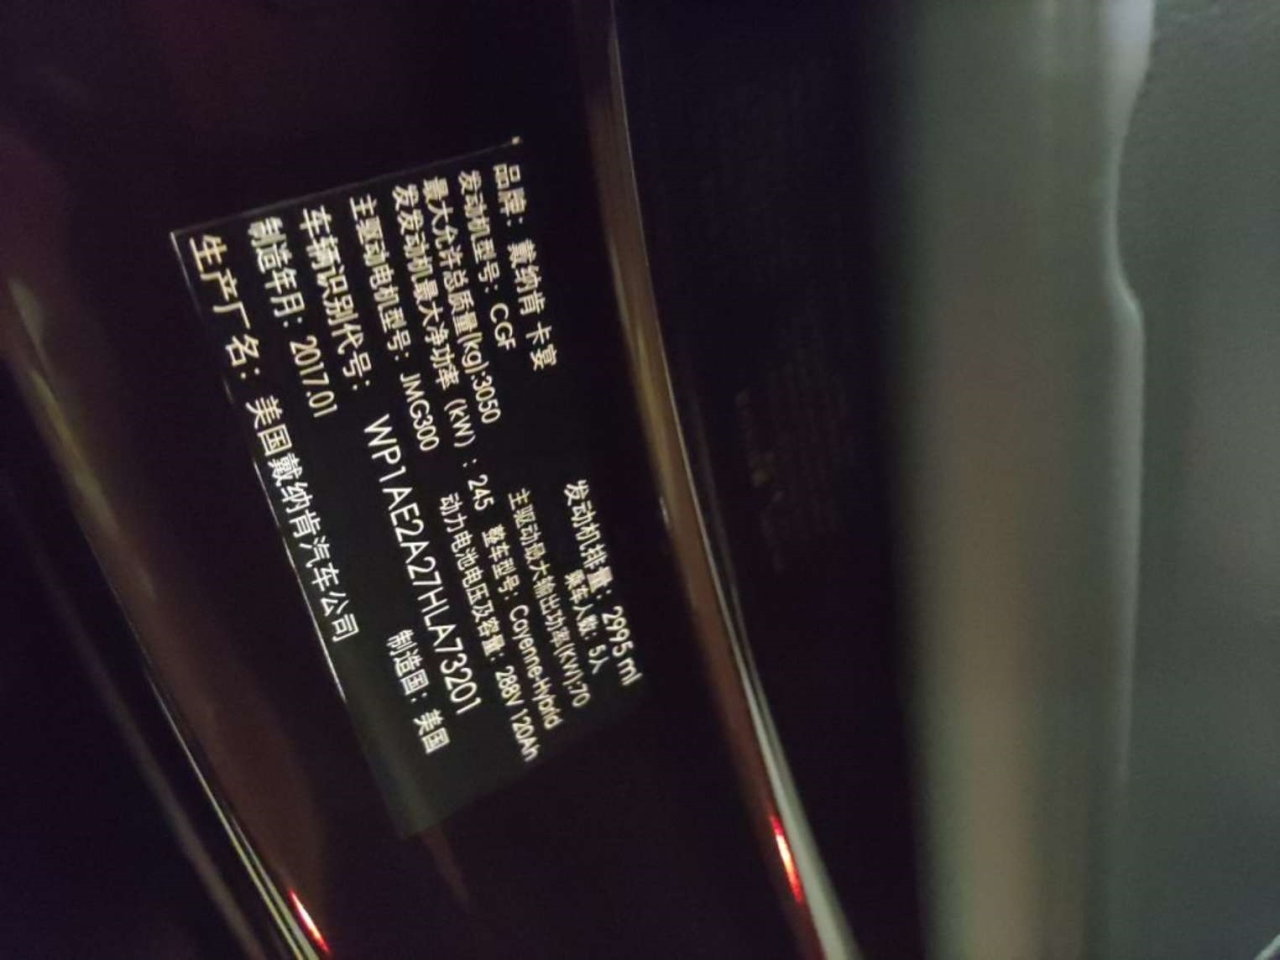 品牌：戴纳肯 卡宴 发动机排量：2995 ml
发动机型号：CGF 乘车人数：5人
最大允许总质量(kg):3050 主驱动最大输出功率(KW):70
发发动机最大净功率（kW）：245 整车型号：Cayenne-Hybrid
主驱动电机型号：JMG300 动力电池电压及容量：288V 120Ah
车辆识别代号：WP1AE2A27HLA73201
制造年月：2017.01 制造国：美国
生产厂名：美国戴纳肯汽车公司